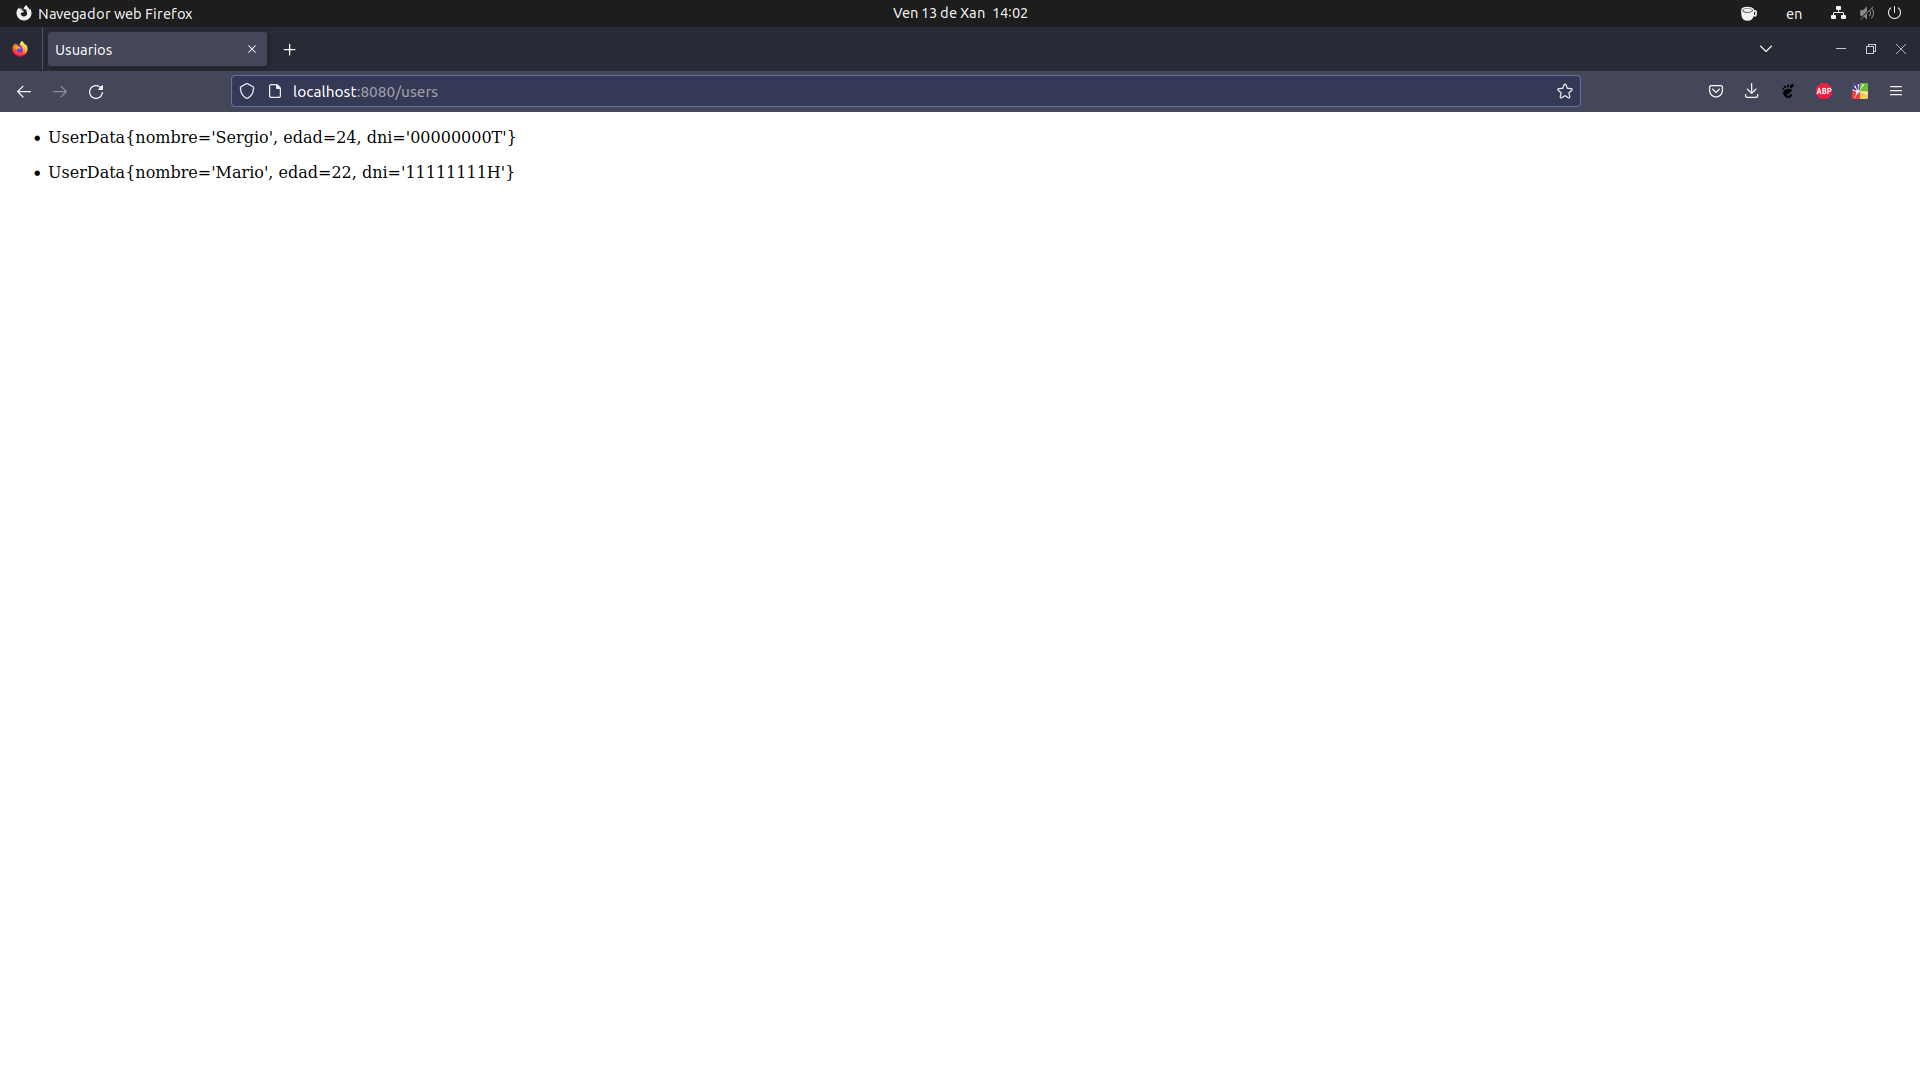 Navegador web Firefox
Ven 13 de Xan 14:02
en
Usuarios
localhost:8080/users
ABP
• UserData{nombre='Sergio', edad=24, dni='00000000T'}
• UserData{nombre='Mario', edad=22, dni='11111111H'}